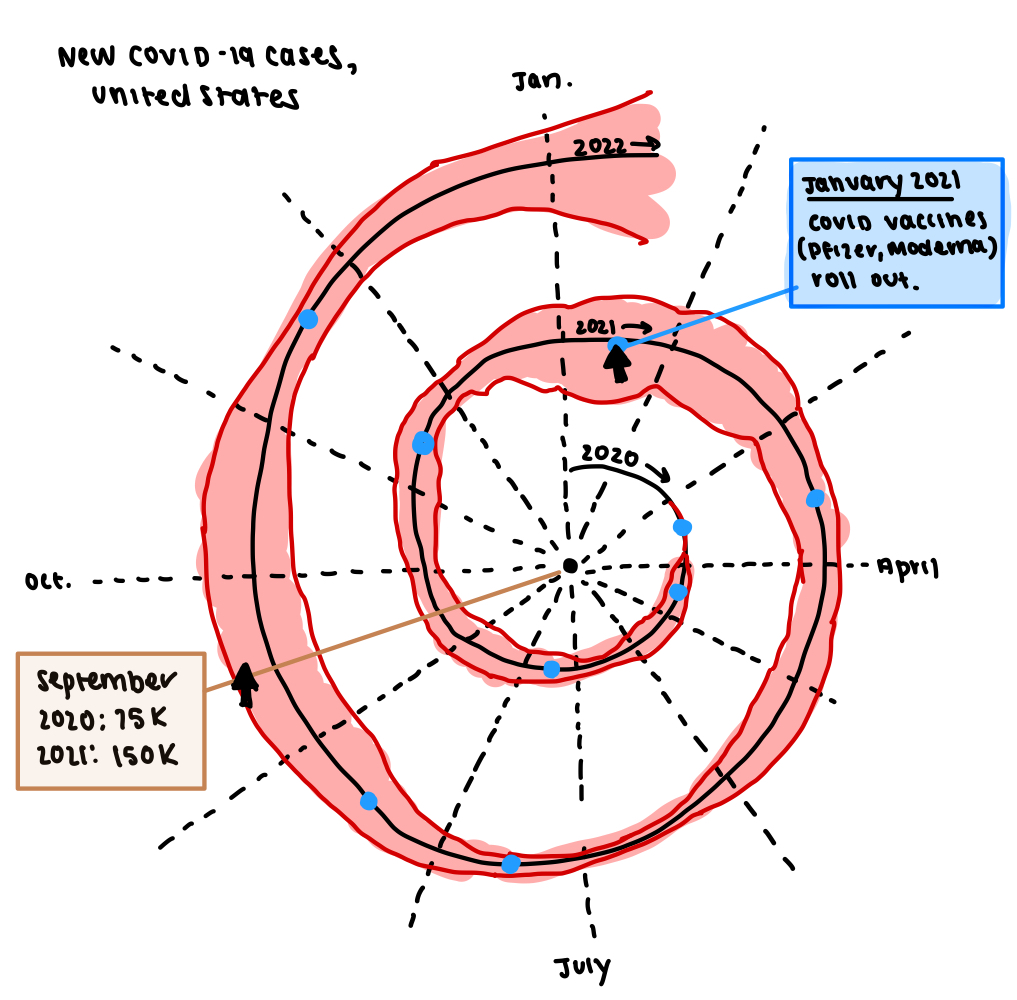 New COVID-19 cases,
United States
Jan.
2022 →
January 2021
COVID vaccines
(Pfizer, Moderna)
roll out.
2021 →
2020 →
Oct.
April
September
2020: 75K
2021: 150K
July